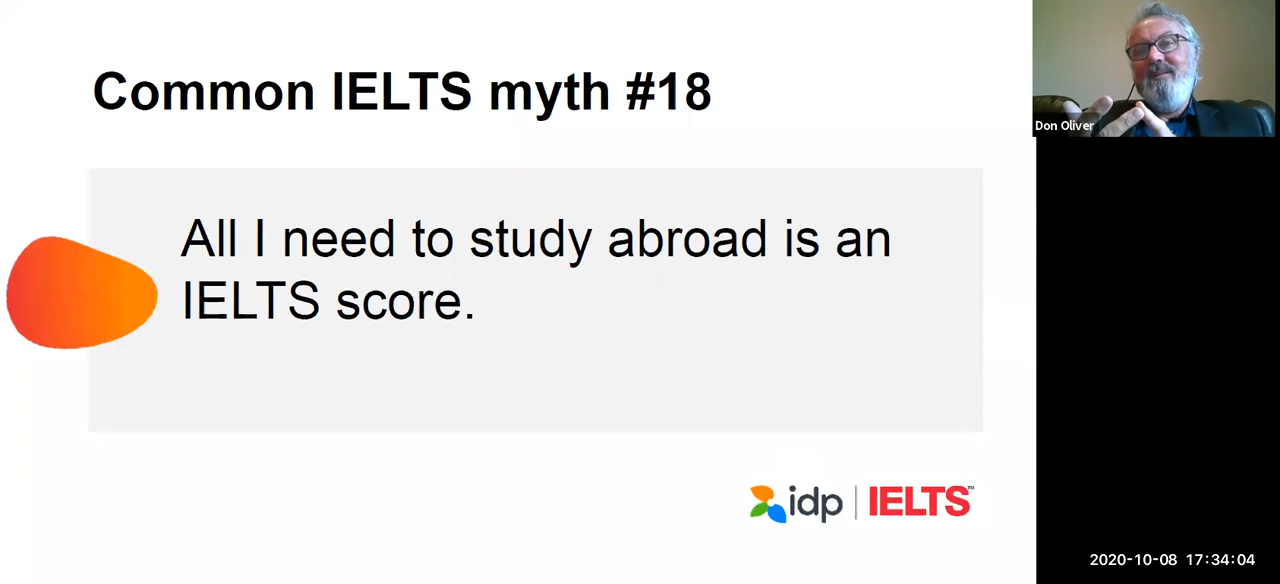 Common IELTS myth #18
Don Oliver
All I need to study abroad is an
IELTS score.
idp | IELTS™
2020-10-08 17:34:04